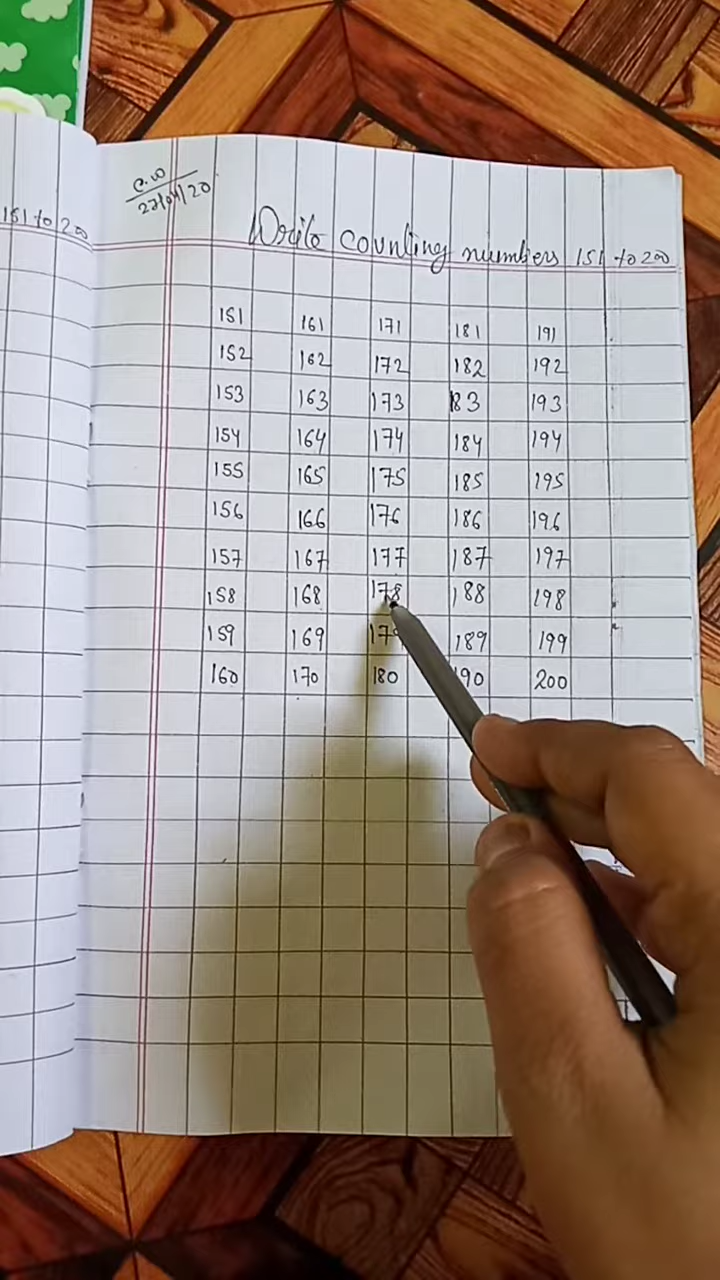 151 to 200
C.W
27/04/20
Write counting numbers 151 to 200
151 161 171 181 191
152 162 172 182 192
153 163 173 183 193
154 164 174 184 194
155 165 175 185 195
156 166 176 186 196
157 167 177 187 197
158 168 178 188 198
159 169 179 189 199
160 170 180 190 200